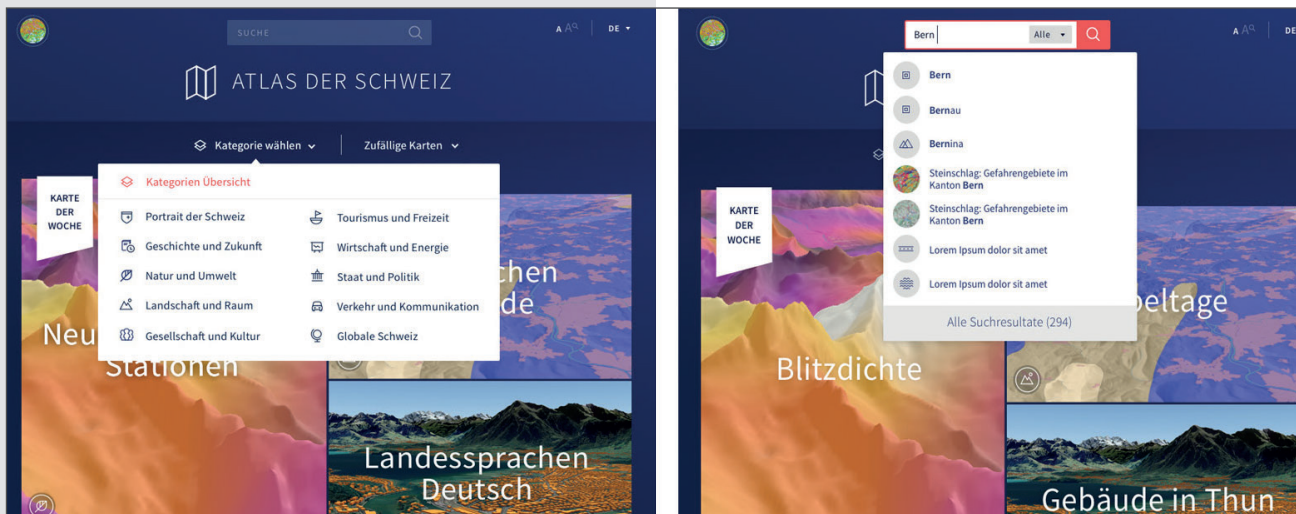 SUCHE
A A
DE
ATLAS DER SCHWEIZ
Kategorie wählen
Zufällige Karten
Kategorien Übersicht
Portrait der Schweiz
Geschichte und Zukunft
Natur und Umwelt
Landschaft und Raum
Gesellschaft und Kultur
Tourismus und Freizeit
Wirtschaft und Energie
Staat und Politik
Verkehr und Kommunikation
Globale Schweiz
KARTE
DER
WOCHE
Neu
Stationen
chen
de
Landessprachen
Deutsch
Bern
Alle
A A
DE
Bern
Bernau
Bernina
Steinschlag: Gefahrengebiete im
Kanton Bern
Steinschlag: Gefahrengebiete im
Kanton Bern
Lorem Ipsum dolor sit amet
Lorem Ipsum dolor sit amet
Alle Suchresultate (294)
KARTE
DER
WOCHE
Blitzdichte
beltage
Gebäude in Thun